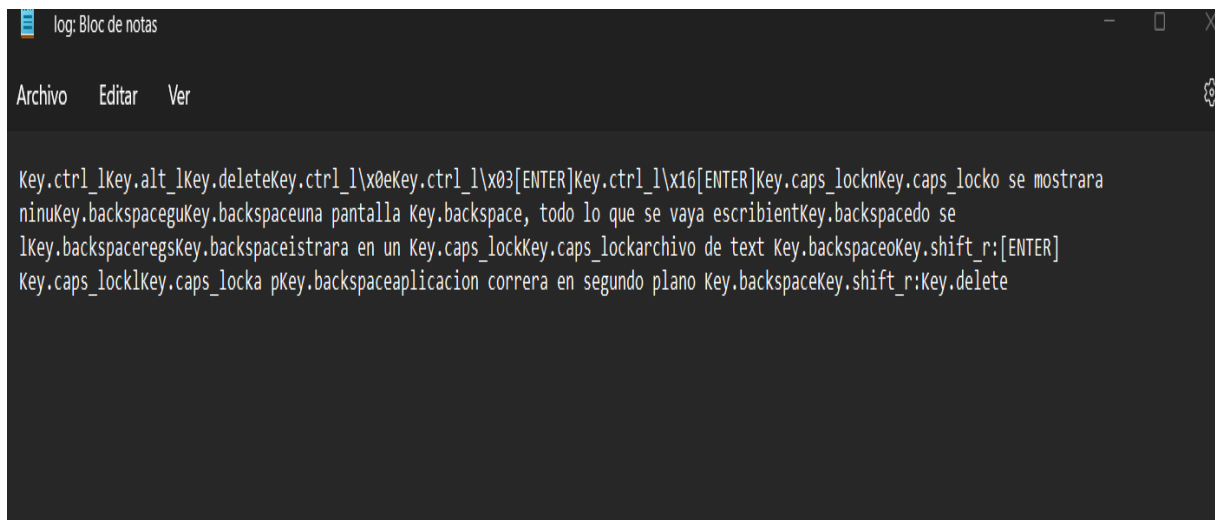 log: Bloc de notas
Archivo Editar Ver
Key.ctrl_lKey.alt_lKey.deleteKey.ctrl_l\x0eKey.ctrl_l\x03[ENTER]Key.ctrl_l\x16[ENTER]Key.caps_locknKey.caps_locko se mostrara
ninuKey.backspaceguKey.backspaceuna pantalla Key.backspace, todo lo que se vaya escribientKey.backspacedo se
lKey.backspaceregsKey.backspaceistrara en un Key.caps_lockKey.caps_lockarchivo de text Key.backspaceoKey.shift_r:[ENTER]
Key.caps_locklKey.caps_locka pKey.backspaceaplicacion correra en segundo plano Key.backspaceKey.shift_r:Key.delete